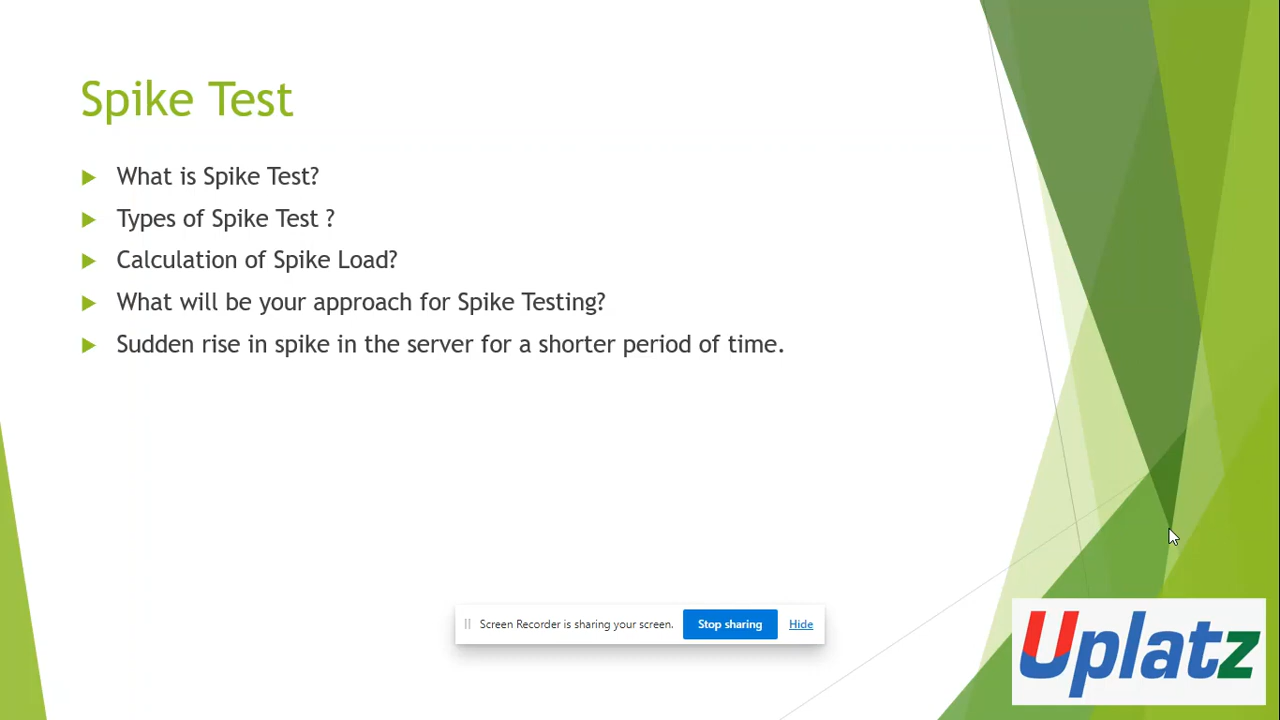 Spike Test
What is Spike Test?
Types of Spike Test ?
Calculation of Spike Load?
What will be your approach for Spike Testing?
Sudden rise in spike in the server for a shorter period of time.
Screen Recorder is sharing your screen. Stop sharing Hide
Uplatz